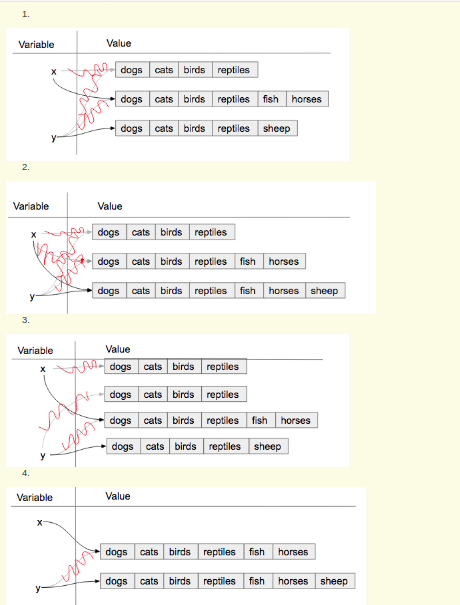 1.
Variable Value
x dogs cats birds reptiles
dogs cats birds reptiles fish horses
y dogs cats birds reptiles sheep
2.
Variable Value
x dogs cats birds reptiles
dogs cats birds reptiles fish horses
y dogs cats birds reptiles fish horses sheep
3.
Variable Value
x dogs cats birds reptiles
dogs cats birds reptiles
dogs cats birds reptiles fish horses
y dogs cats birds reptiles sheep
4.
Variable Value
x
dogs cats birds reptiles fish horses
y dogs cats birds reptiles fish horses sheep